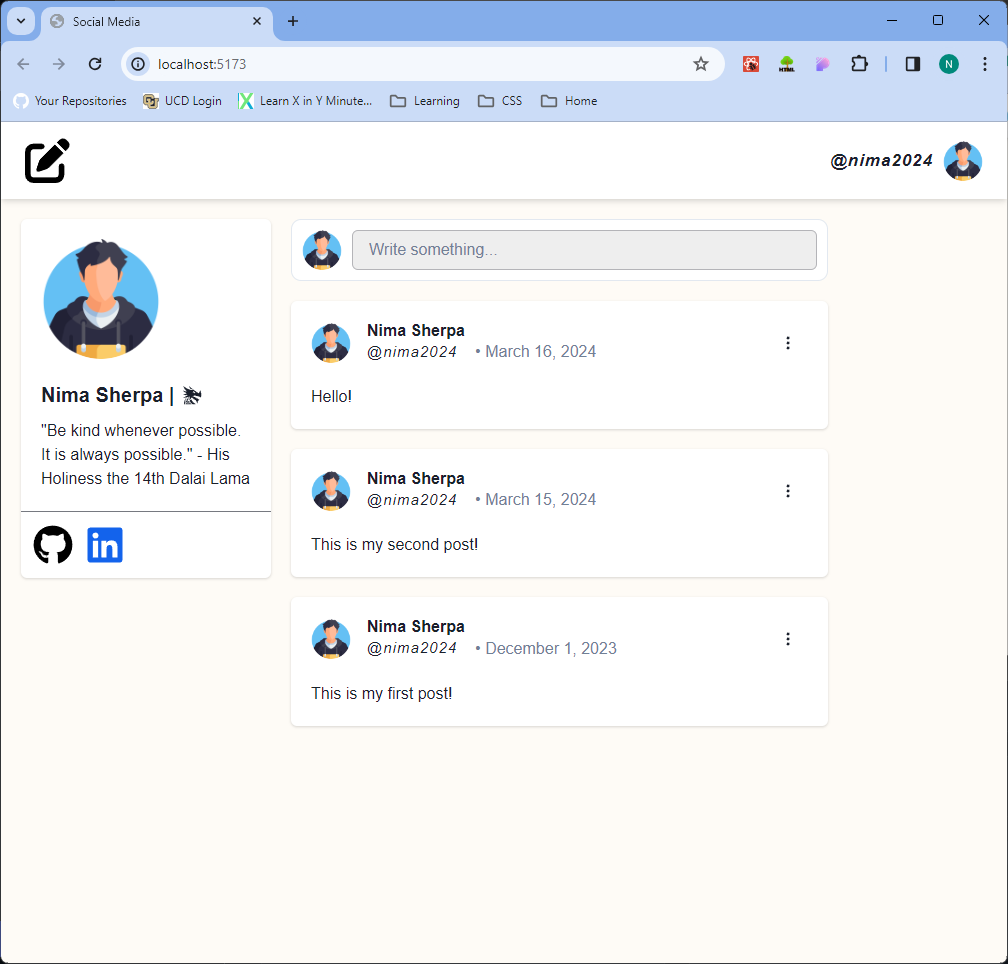 Social Media
localhost:5173
N
Your Repositories
UCD Login
Learn X in Y Minute...
Learning
CSS
Home
@nima2024
Nima Sherpa |
"Be kind whenever possible.
It is always possible." - His
Holiness the 14th Dalai Lama
in
Write something...
Nima Sherpa
@nima2024 • March 16, 2024
Hello!
Nima Sherpa
@nima2024 • March 15, 2024
This is my second post!
Nima Sherpa
@nima2024 • December 1, 2023
This is my first post!